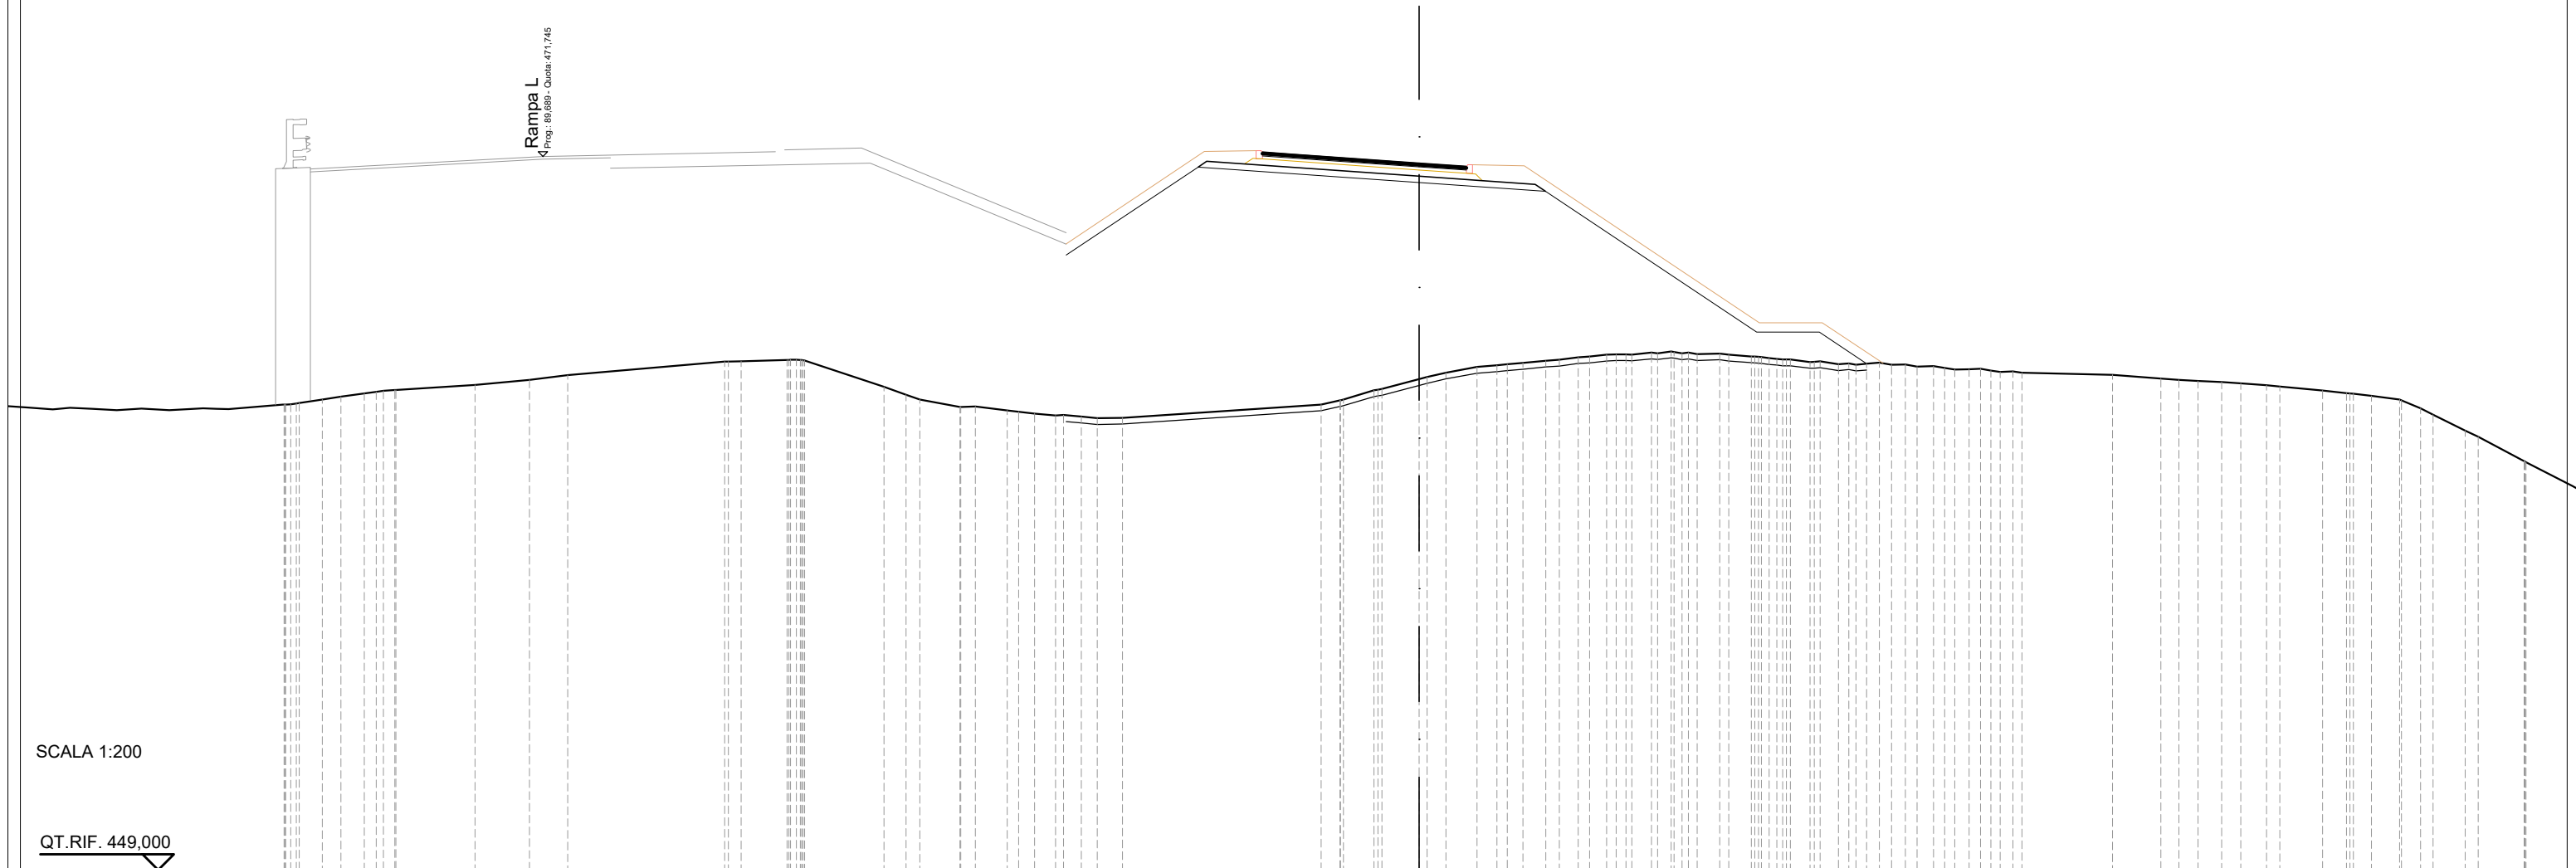 Rampa L
Prog.: 89,689 - Quota: 471,745
SCALA 1:200
QT.RIF. 449,000